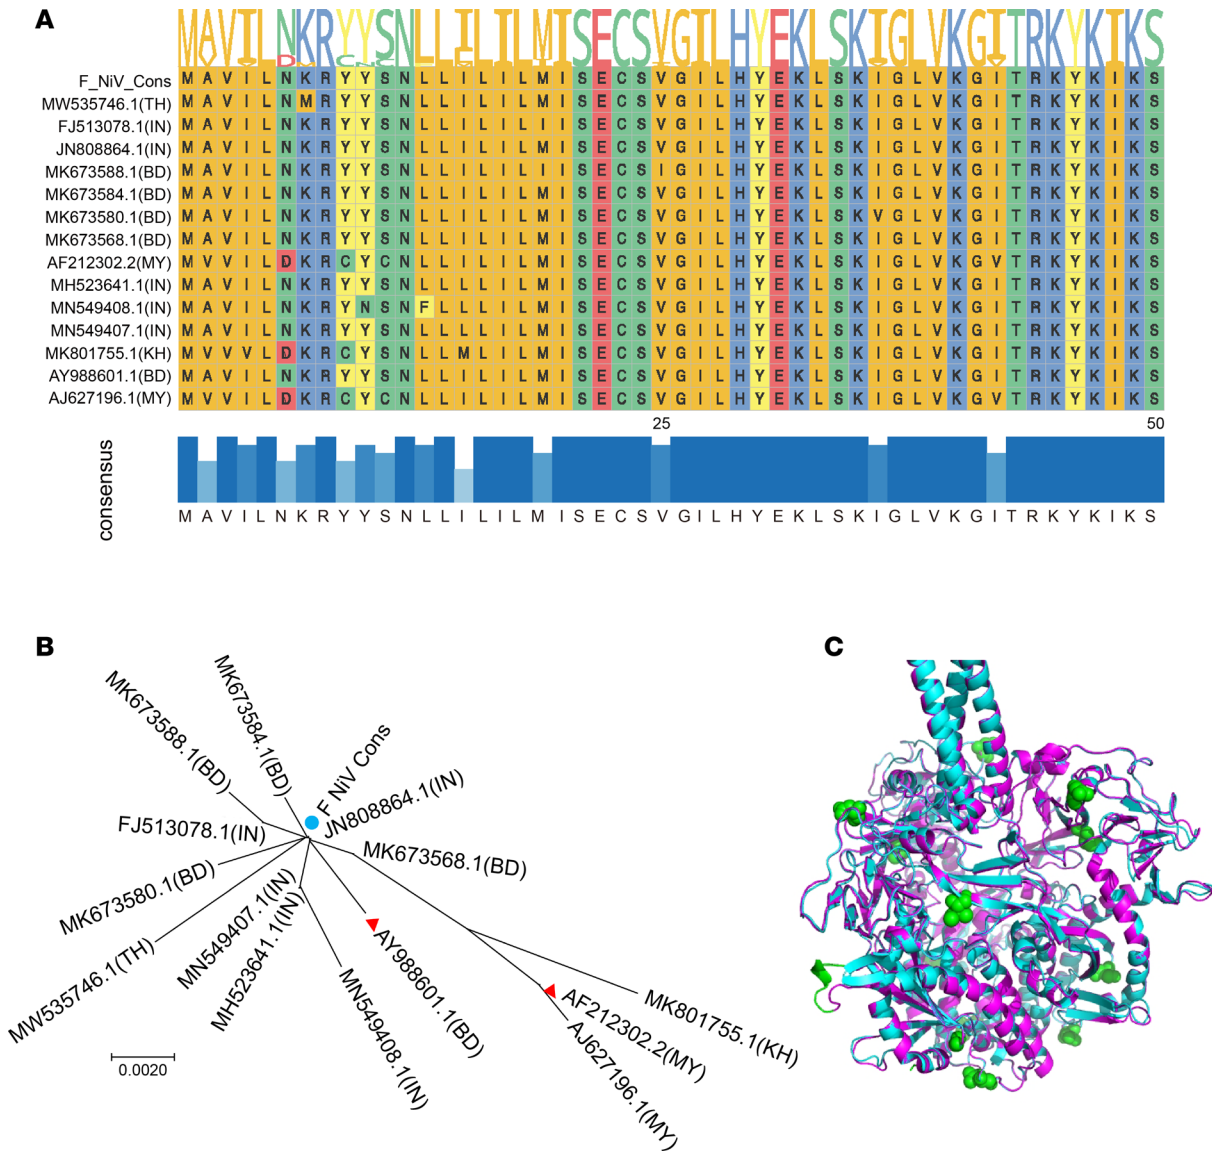 A
MAVILNKRYYSNLLILILMISECSVGILHYEKLSKIGLVKGITRKYKIKS
F_NiV_Cons M A V I L N K R Y Y S N L L I L I L M I S E C S V G I L H Y E K L S K I G L V K G I T R K Y K I K S
MW535746.1(TH) M A V I L N M R Y Y S N L L I L I L M I S E C S V G I L H Y E K L S K I G L V K G I T R K Y K I K S
FJ513078.1(IN) M A V I L N K R Y Y S N L L I L I L I I S E C S V G I L H Y E K L S K I G L V K G I T R K Y K I K S
JN808864.1(IN) M A V I L N K R Y Y S N L L I L I L M I S E C S V G I L H Y E K L S K I G L V K G I T R K Y K I K S
MK673588.1(BD) M A V I L N K R Y Y S N L L I L I L I I S E C S I G I L H Y E K L S K I G L V K G I T R K Y K I K S
MK673584.1(BD) M A V I L N K R Y Y S N L L I L I L M I S E C S V G I L H Y E K L S K I G L V K G I T R K Y K I K S
MK673580.1(BD) M A V I L N K R Y Y S N L L I L I L M I S E C S V G I L H Y E K L S K V G L V K G I T R K Y K I K S
MK673568.1(BD) M A V I L N K R Y Y S N L L I L I L M I S E C S V G I L H Y E K L S K I G L V K G I T R K Y K I K S
AF212302.2(MY) M V V I L D K R C Y C N L L I L I L M I S E C S V G I L H Y E K L S K I G L V K G V T R K Y K I K S
MH523641.1(IN) M A V I L N K R Y Y S N L L L L I L M I S E C S V G I L H Y E K L S K I G L V K G I T R K Y K I K S
MN549408.1(IN) M A V I L N K R Y N S N F L L L I L M I S E C S V G I L H Y E K L S K I G L V K G I T R K Y K I K S
MN549407.1(IN) M A V I L N K R Y Y S N L L L L I L M I S E C S V G I L H Y E K L S K I G L V K G I T R K Y K I K S
MK801755.1(KH) M V V V L D K R C Y S N L L M L I L M I S E C S V G I L H Y E K L S K I G L V K G I T R K Y K I K S
AY988601.1(BD) M A V I L N K R Y Y S N L L I L I L M I S E C S V G I L H Y E K L S K I G L V K G I T R K Y K I K S
AJ627196.1(MY) M V V I L D K R C Y C N L L I L I L M I S E C S V G I L H Y E K L S K I G L V K G V T R K Y K I K S
25 50
consensus
M A V I L N K R Y Y S N L L I L I L M I S E C S V G I L H Y E K L S K I G L V K G I T R K Y K I K S
B
MK673588.1(BD)
MK673584.1(BD)
F NiV Cons
JN808864.1(IN)
FJ513078.1(IN)
MK673568.1(BD)
MK673580.1(BD)
MW535746.1(TH)
MN549407.1(IN)
MH523641.1(IN)
MN549408.1(IN)
AY988601.1(BD)
AF212302.2(MY)
AJ627196.1(MY)
MK801755.1(KH)
0.0020
C